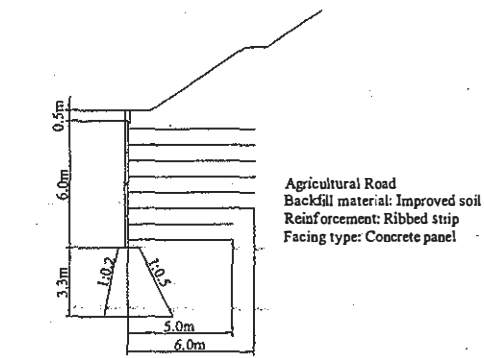 0.5m
6.0m
3.3m
1:0.2
1:0.5
5.0m
6.0m
Agricultural Road
Backfill material: Improved soil
Reinforcement: Ribbed strip
Facing type: Concrete panel